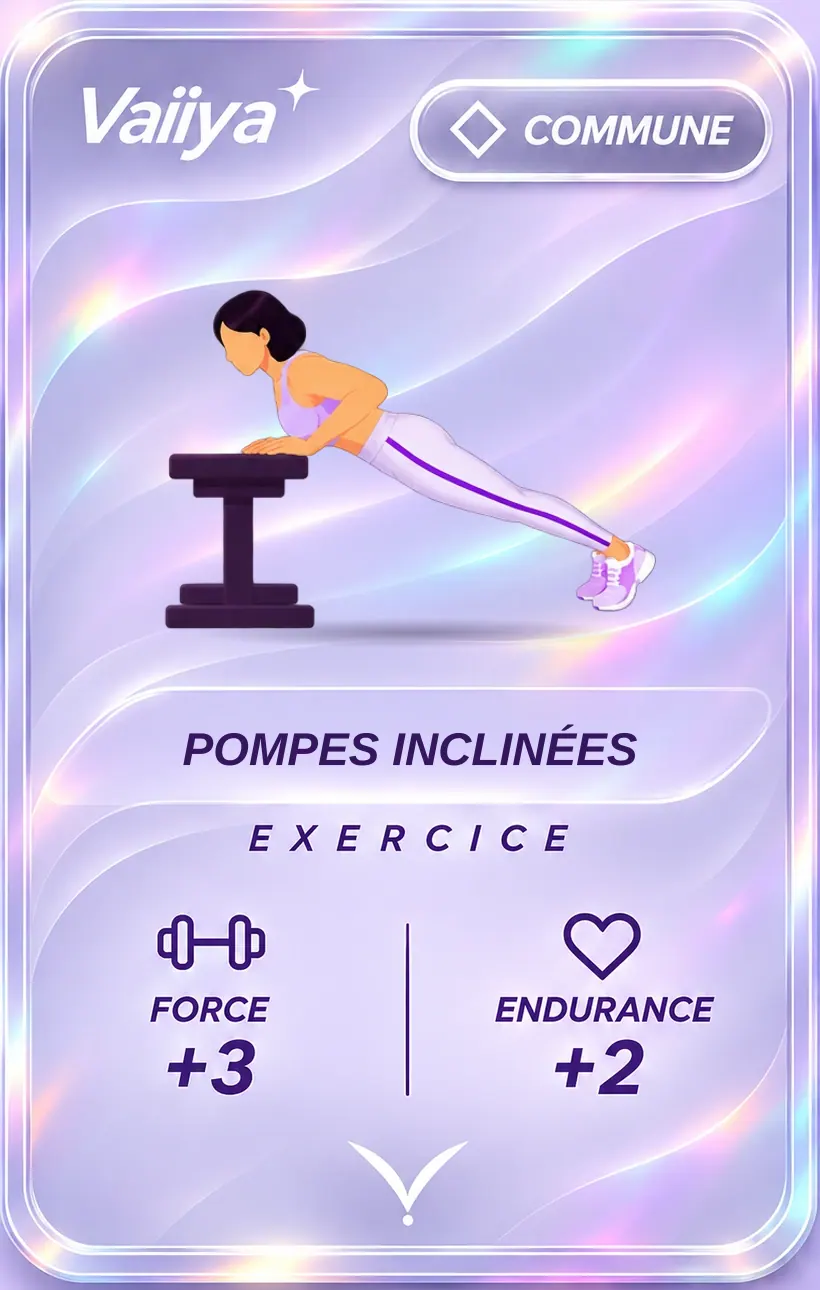 Vaiiya
COMMUNE
POMPES INCLINÉES
EXERCICE
FORCE
+3
ENDURANCE
+2